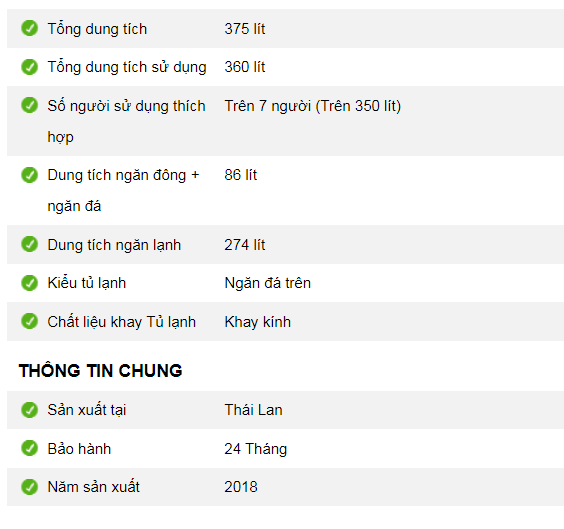 Tổng dung tích 375 lít
Tổng dung tích sử dụng 360 lít
Số người sử dụng thích Trên 7 người (Trên 350 lít)
hợp
Dung tích ngăn đông + 86 lít
ngăn đá
Dung tích ngăn lạnh 274 lít
Kiểu tủ lạnh Ngăn đá trên
Chất liệu khay Tủ lạnh Khay kính
THÔNG TIN CHUNG
Sản xuất tại Thái Lan
Bảo hành 24 Tháng
Năm sản xuất 2018